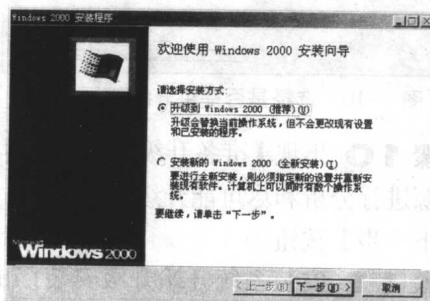 Windows 2000 安装程序
欢迎使用 Windows 2000 安装向导
请选择安装方式:
升级到 Windows 2000 (推荐)(U)
升级会替换当前操作系统，但不会更改现有设置
和已安装的程序。
安装新的 Windows 2000 (全新安装)(I)
要进行全新安装，则必须指定新的设置并重新安
装现有软件。计算机上可以同时有数个操作系
统。
要继续，请单击“下一步”。
Microsoft
Windows 2000
< 上一步(B)
下一步(N) >
取消